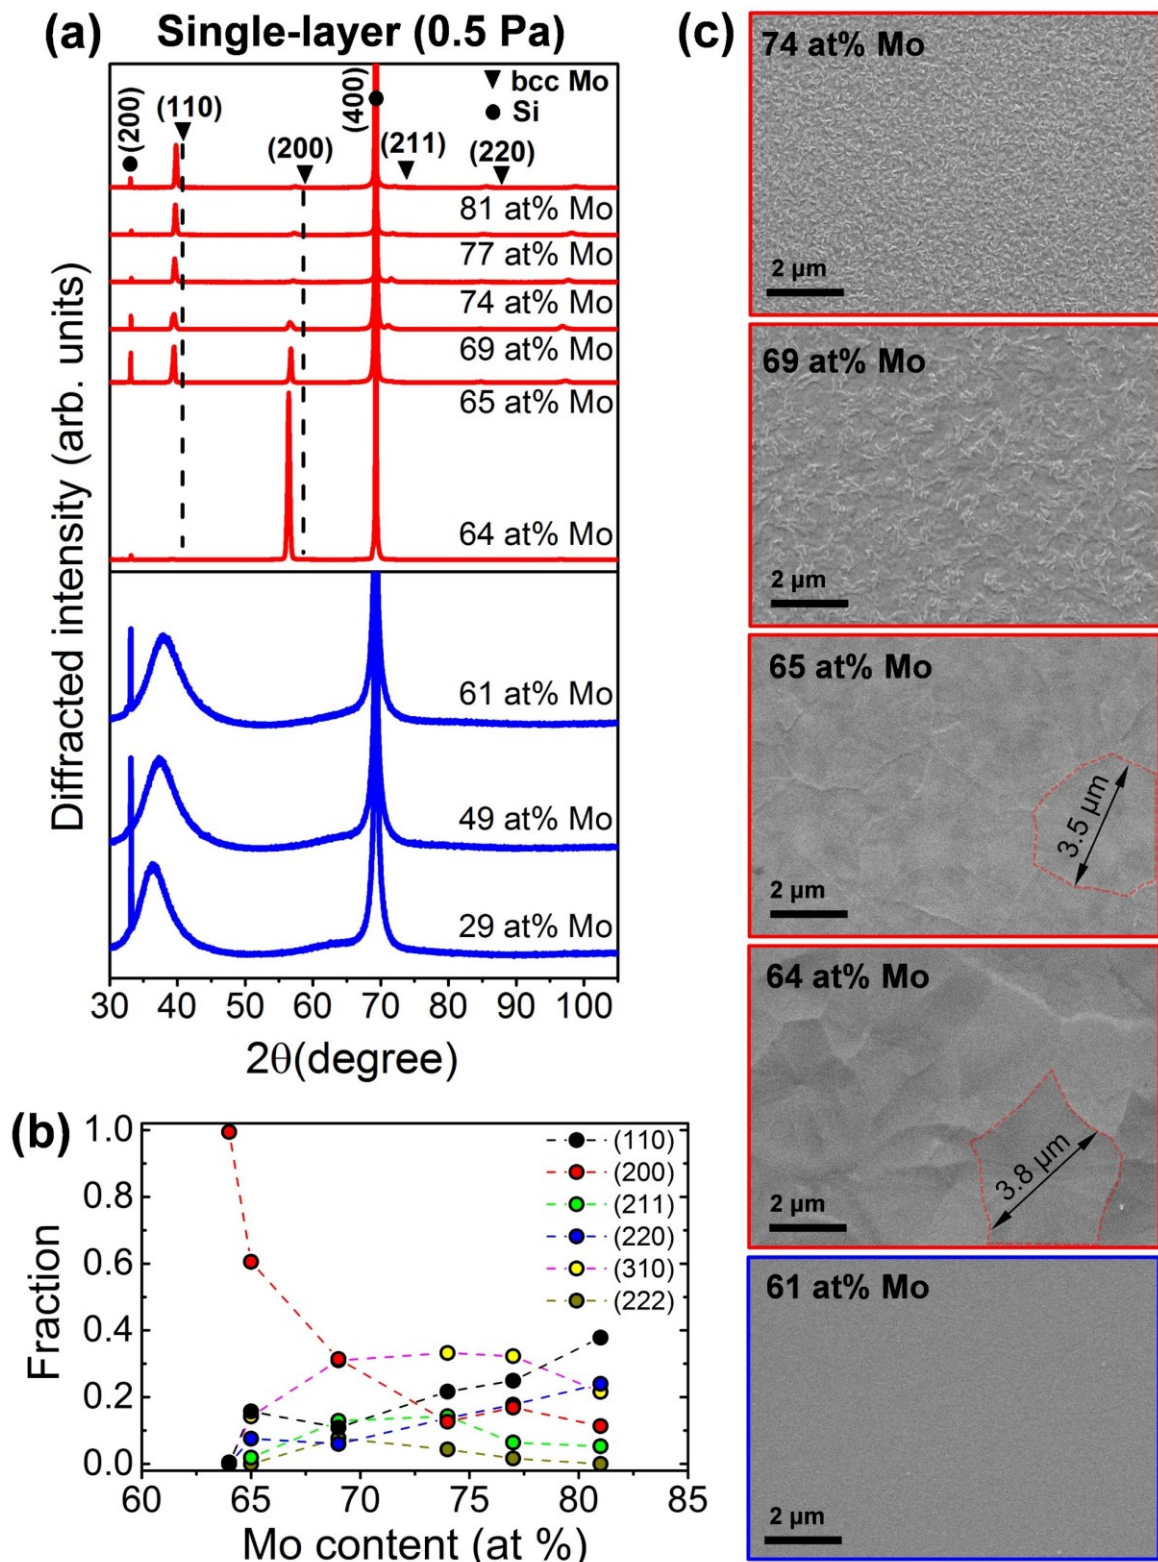 (a) Single-layer (0.5 Pa)
▼ bcc Mo
● Si
(200)
(110)
(200)
(400)
(211)
(220)
81 at% Mo
77 at% Mo
74 at% Mo
69 at% Mo
65 at% Mo
64 at% Mo
61 at% Mo
49 at% Mo
29 at% Mo
Diffracted intensity (arb. units)
30 40 50 60 70 80 90 100
2θ(degree)
(b)
1.0
0.8
0.6
0.4
0.2
0.0
Fraction
(110)
(200)
(211)
(220)
(310)
(222)
60 65 70 75 80 85
Mo content (at %)
(c)
74 at% Mo
2 μm
69 at% Mo
2 μm
65 at% Mo
3.5 μm
2 μm
64 at% Mo
3.8 μm
2 μm
61 at% Mo
2 μm